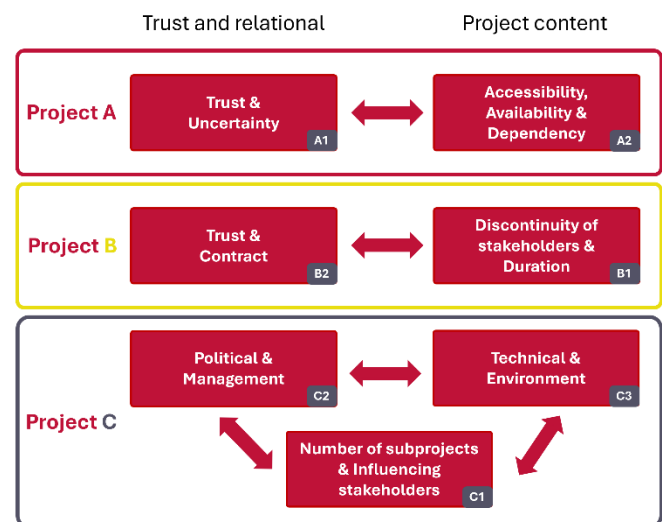 Trust and relational
Project content
Project A
Trust &
Uncertainty
A1
Accessibility,
Availability &
Dependency
A2
Project B
Trust &
Contract
B2
Discontinuity of
stakeholders &
Duration
B1
Project C
Political &
Management
C2
Technical &
Environment
C3
Number of subprojects
& Influencing
stakeholders
C1